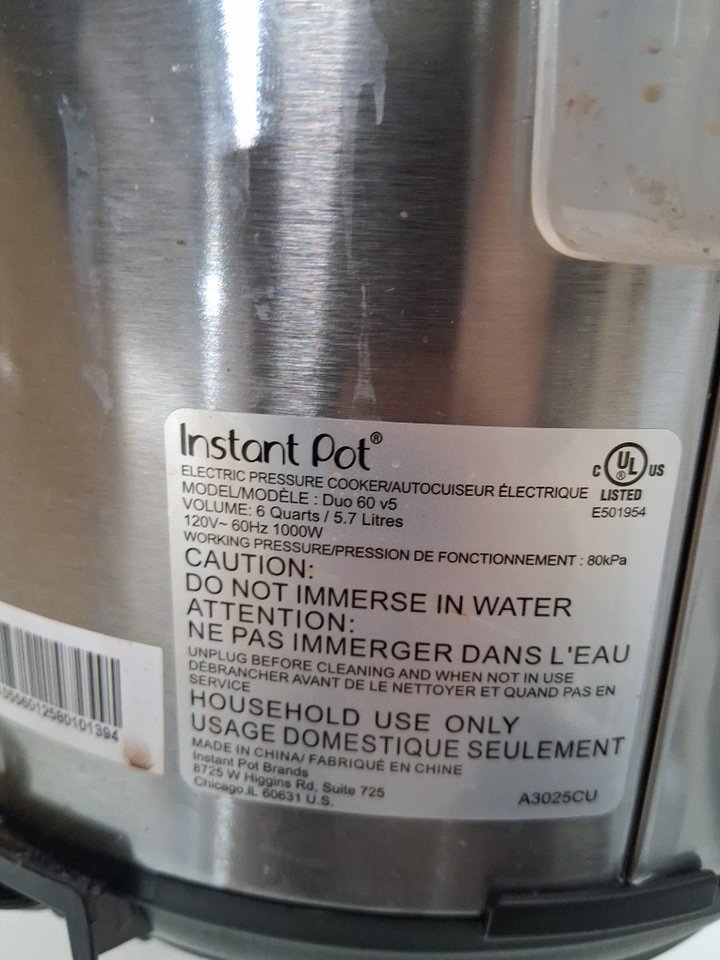 Instant Pot®
ELECTRIC PRESSURE COOKER/AUTOCUISEUR ÉLECTRIQUE
MODEL/MODÈLE : Duo 60 v5
VOLUME: 6 Quarts / 5.7 Litres
120V~ 60Hz 1000W
WORKING PRESSURE/PRESSION DE FONCTIONNEMENT : 80kPa
C UL® US
LISTED
E501954
CAUTION:
DO NOT IMMERSE IN WATER
ATTENTION:
NE PAS IMMERGER DANS L'EAU
UNPLUG BEFORE CLEANING AND WHEN NOT IN USE
DÉBRANCHER AVANT DE LE NETTOYER ET QUAND PAS EN
SERVICE
HOUSEHOLD USE ONLY
USAGE DOMESTIQUE SEULEMENT
MADE IN CHINA/ FABRIQUÉ EN CHINE
Instant Pot Brands
8725 W Higgins Rd, Suite 725
Chicago,IL 60631 U.S.
A3025CU